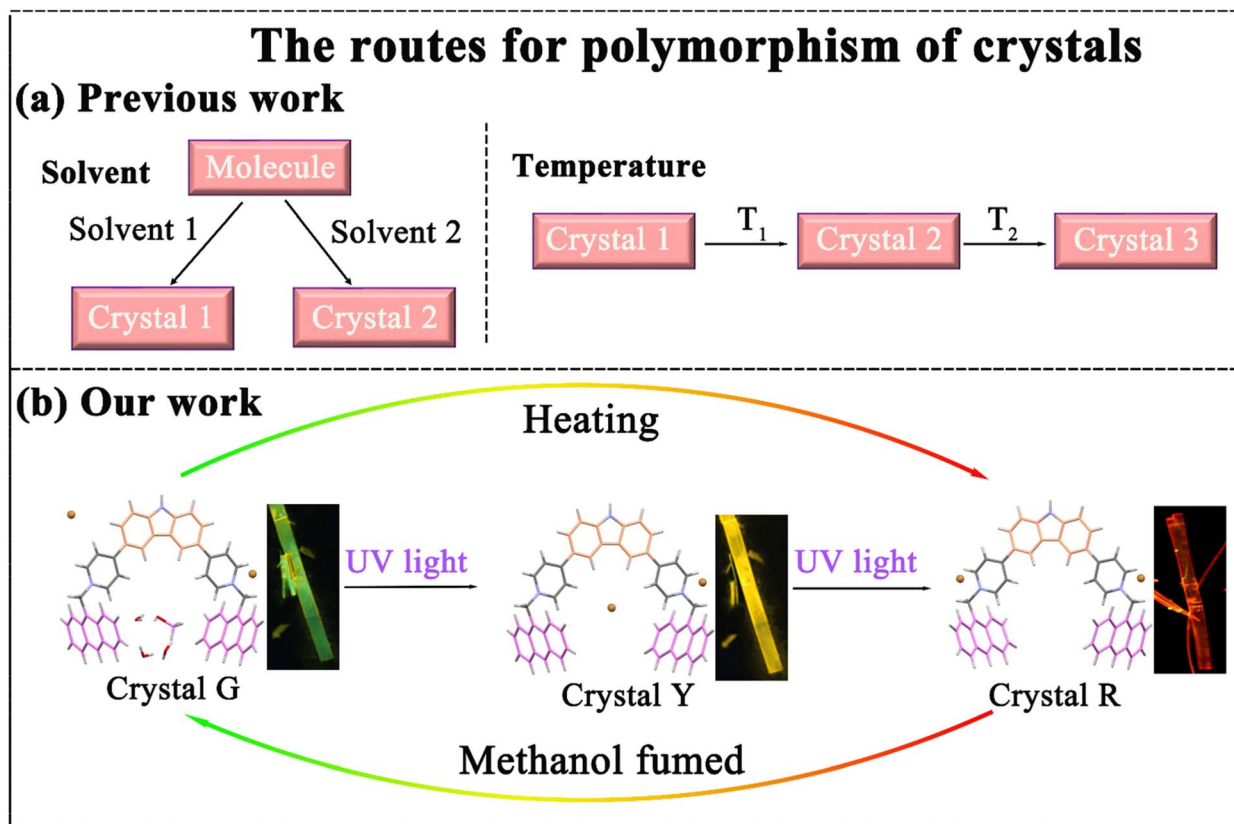 The routes for polymorphism of crystals
(a) Previous work
Solvent
Molecule
Solvent 1
Solvent 2
Crystal 1
Crystal 2
Temperature
Crystal 1
T₁
Crystal 2
T₂
Crystal 3
(b) Our work
Heating
UV light
UV light
Crystal G
Crystal Y
Crystal R
Methanol fumed